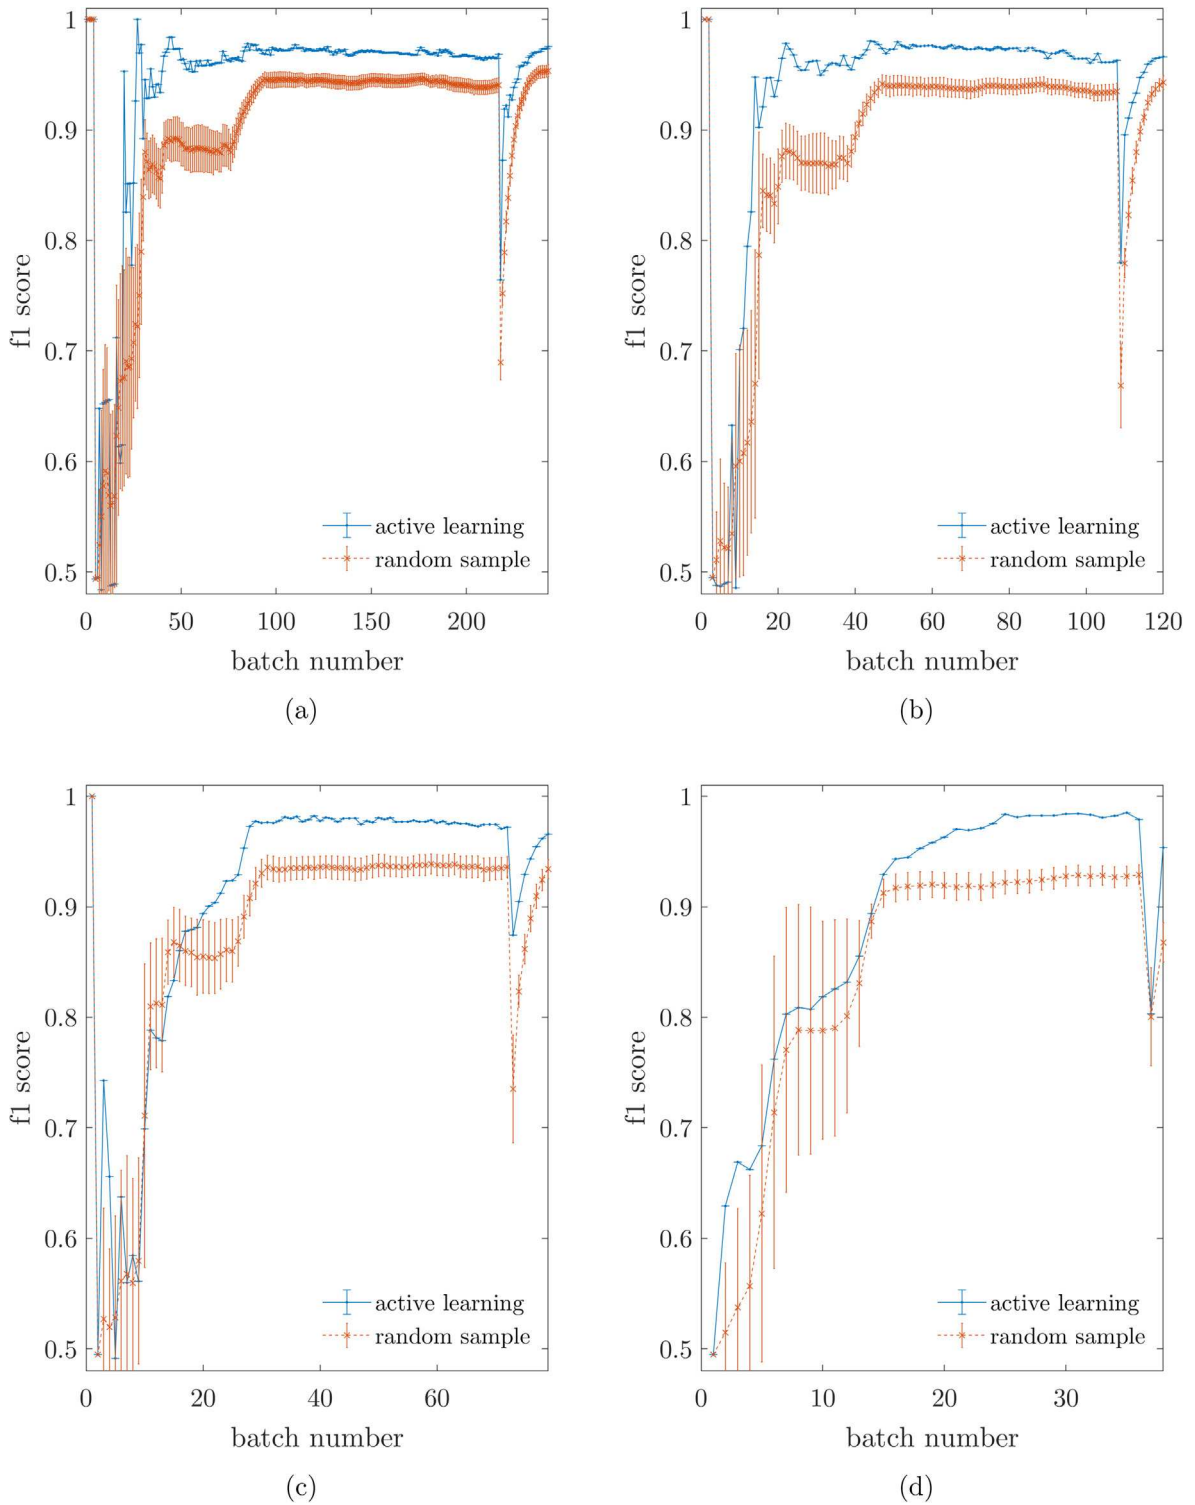 1
0.9
0.8
0.7
0.6
0.5
f1 score
active learning
random sample
0 50 100 150 200
batch number
(a)
1
0.9
0.8
0.7
0.6
0.5
f1 score
active learning
random sample
0 20 40 60 80 100 120
batch number
(b)
1
0.9
0.8
0.7
0.6
0.5
f1 score
active learning
random sample
0 20 40 60
batch number
(c)
1
0.9
0.8
0.7
0.6
0.5
f1 score
active learning
random sample
0 10 20 30
batch number
(d)